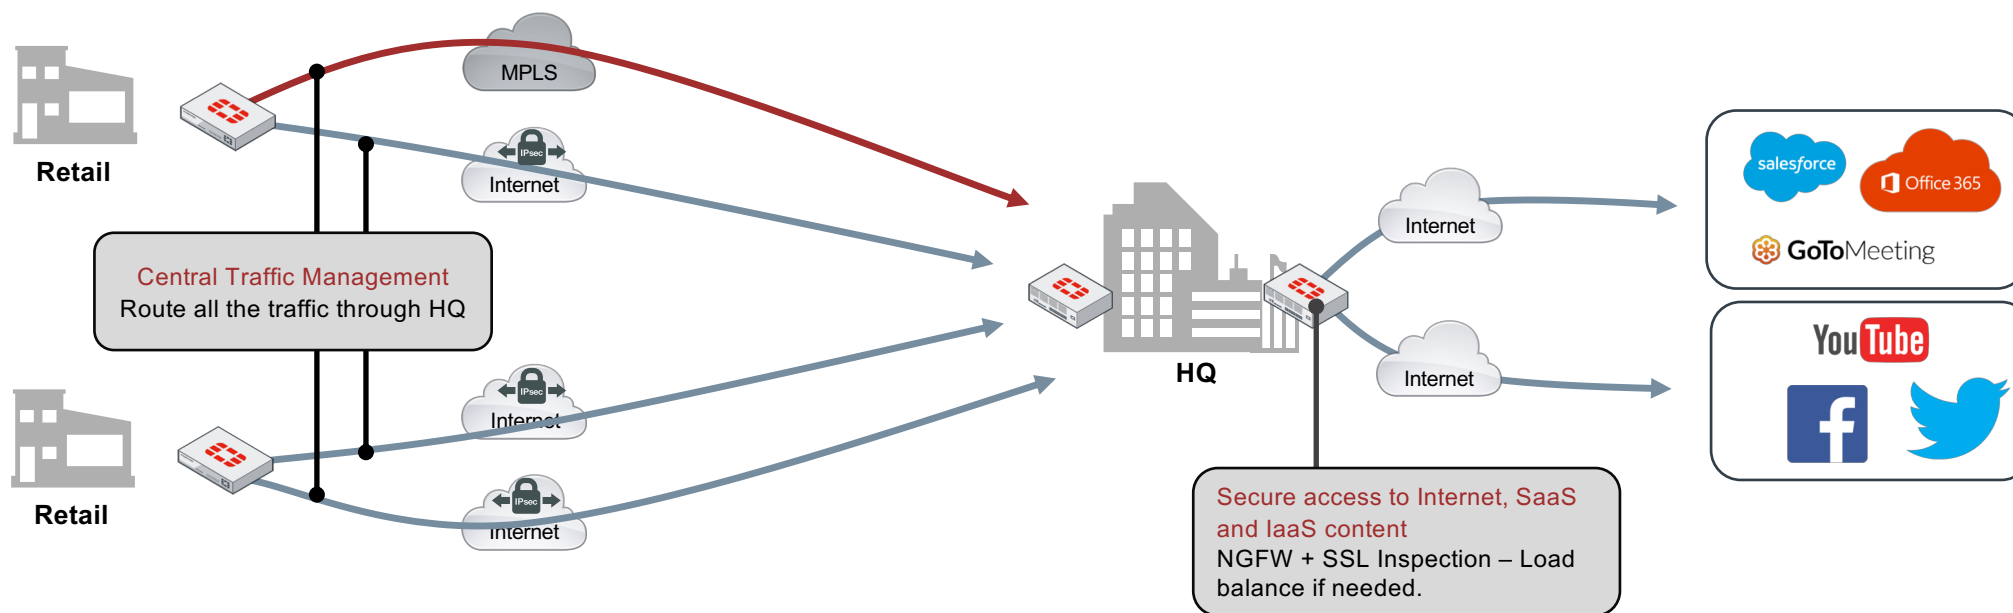 MPLS
IPsec
Internet
Retail
Central Traffic Management
Route all the traffic through HQ
IPsec
Internet
IPsec
Internet
Retail
HQ
Internet
Internet
salesforce
Office 365
GoToMeeting
YouTube
f
Secure access to Internet, SaaS
and IaaS content
NGFW + SSL Inspection – Load
balance if needed.